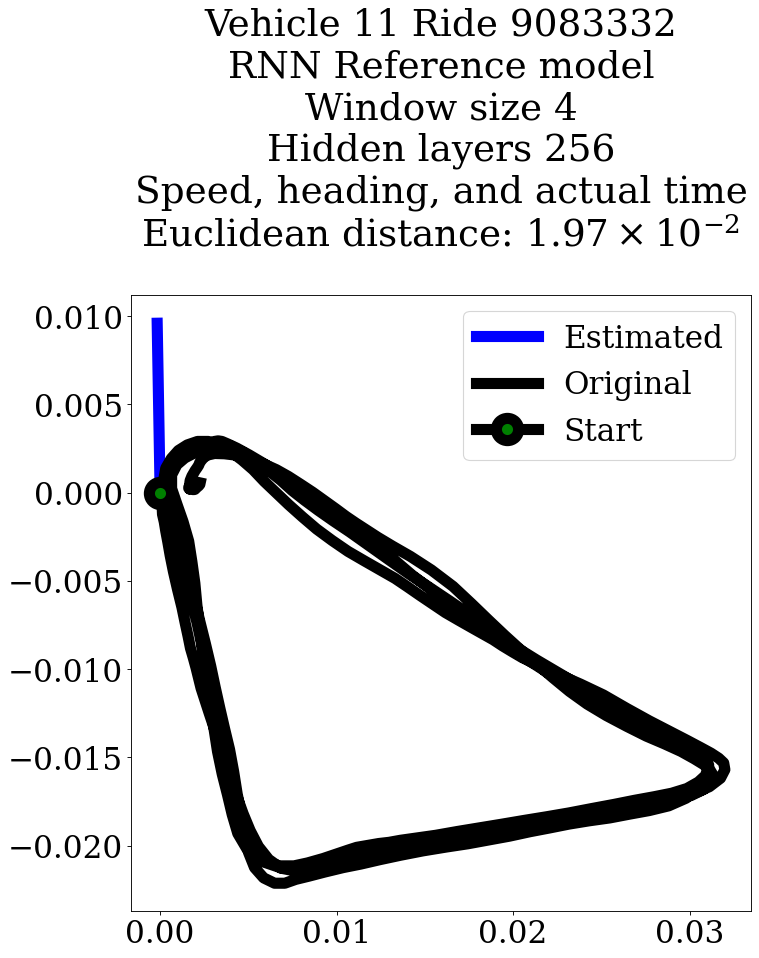 Vehicle 11 Ride 9083332
RNN Reference model
Window size 4
Hidden layers 256
Speed, heading, and actual time
Euclidean distance: 1.97 × 10⁻²
Estimated
Original
Start
0.010
0.005
0.000
−0.005
−0.010
−0.015
−0.020
0.00 0.01 0.02 0.03